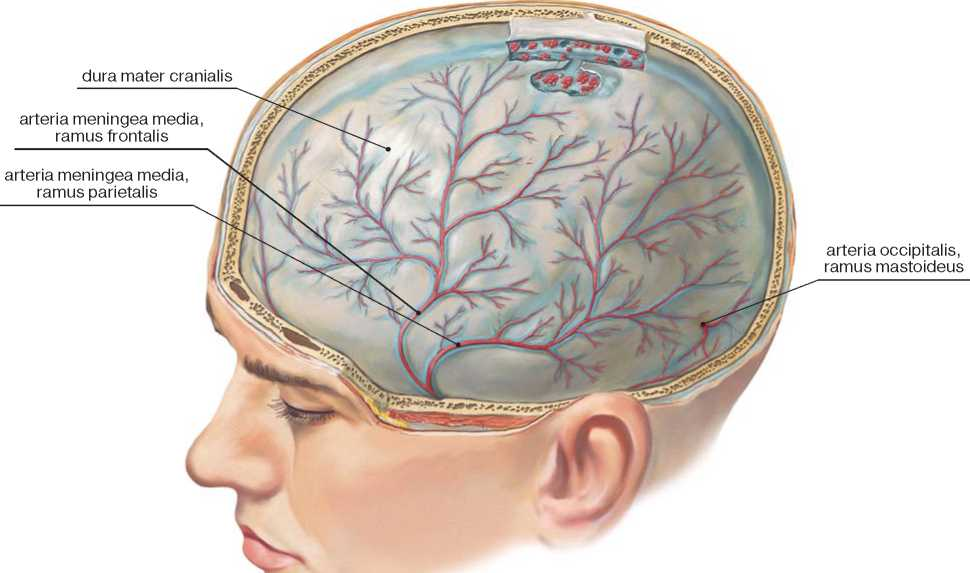 dura mater cranialis
arteria meningea media,
ramus frontalis
arteria meningea media,
ramus parietalis
arteria occipitalis,
ramus mastoideus